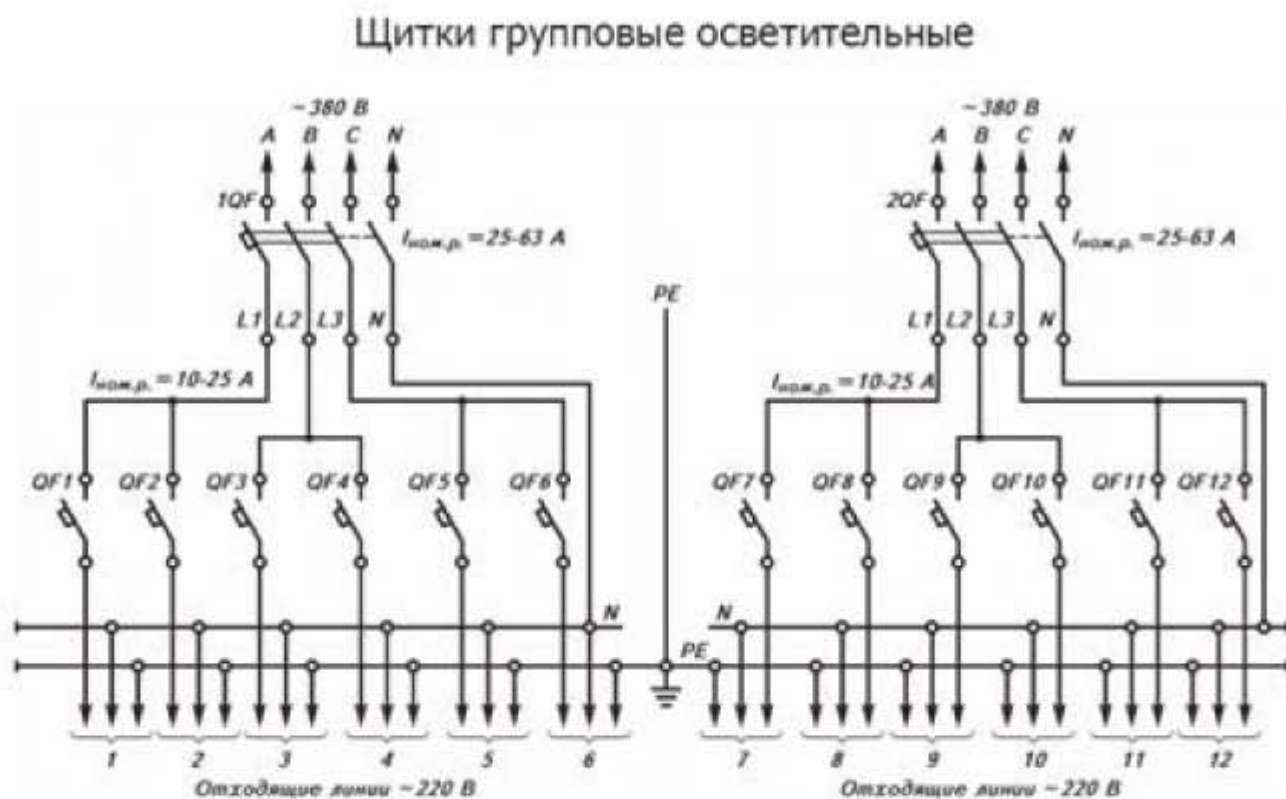 Щитки групповые осветительные
~380 В ~380 В
A B C N A B C N
1QF 2QF
Iном.р. = 25-63 А Iном.р. = 25-63 А
PE
L1 L2 L3 N L1 L2 L3 N
Iном.р. = 10-25 А Iном.р. = 10-25 А
QF1 QF2 QF3 QF4 QF5 QF6 QF7 QF8 QF9 QF10 QF11 QF12
N N
PE
1 2 3 4 5 6 7 8 9 10 11 12
Отходящие линии ~220 В Отходящие линии ~220 В